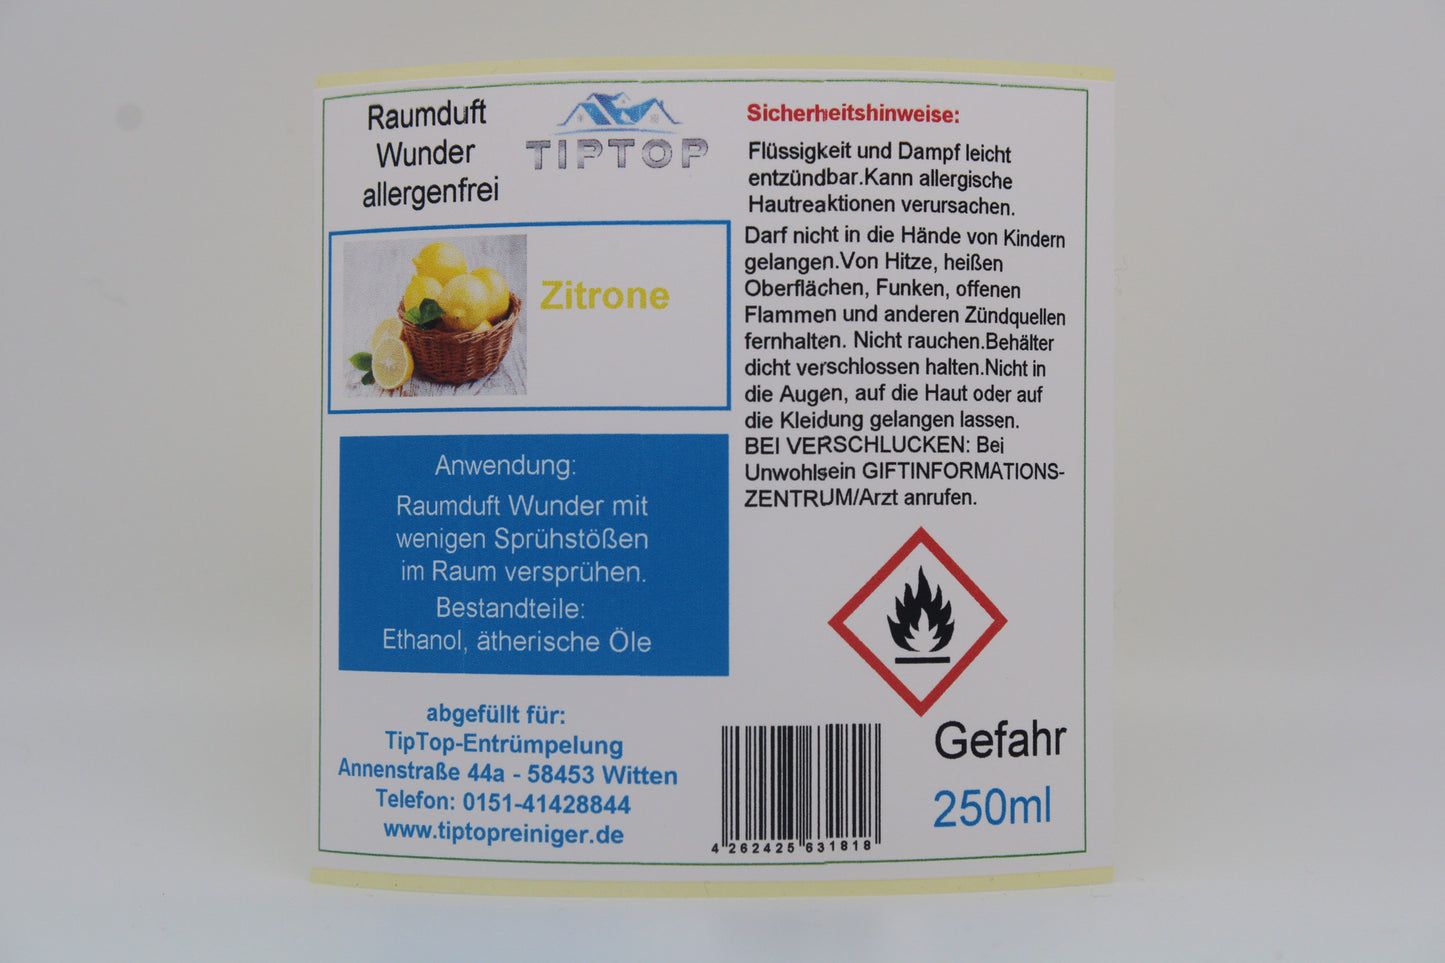 Raumduft
Wunder
allergenfrei
TIPTOP
Zitrone
Anwendung:
Raumduft Wunder mit
wenigen Sprühstößen
im Raum versprühen.
Bestandteile:
Ethanol, ätherische Öle
abgefüllt für:
TipTop-Entrümpelung
Annenstraße 44a - 58453 Witten
Telefon: 0151-41428844
www.tiptopreiniger.de
Sicherheitshinweise:
Flüssigkeit und Dampf leicht
entzündbar.Kann allergische
Hautreaktionen verursachen.
Darf nicht in die Hände von Kindern
gelangen.Von Hitze, heißen
Oberflächen, Funken, offenen
Flammen und anderen Zündquellen
fernhalten. Nicht rauchen.Behälter
dicht verschlossen halten.Nicht in
die Augen, auf die Haut oder auf
die Kleidung gelangen lassen.
BEI VERSCHLUCKEN: Bei
Unwohlsein GIFTINFORMATIONS-
ZENTRUM/Arzt anrufen.
Gefahr
250ml
4 262425 631818